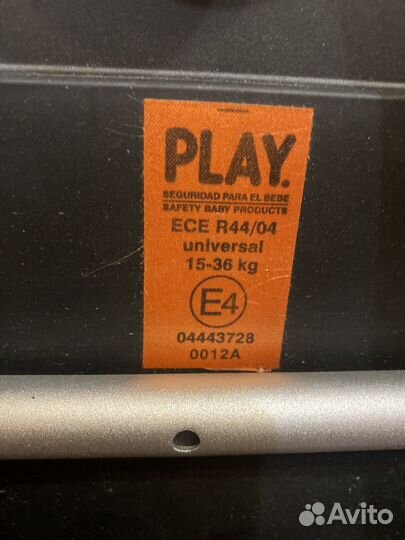 PLAY.
SEGURIDAD PARA EL BEBE
SAFETY BABY PRODUCTS
ECE R44/04
universal
15-36 kg
E4
04443728
0012A
Avito